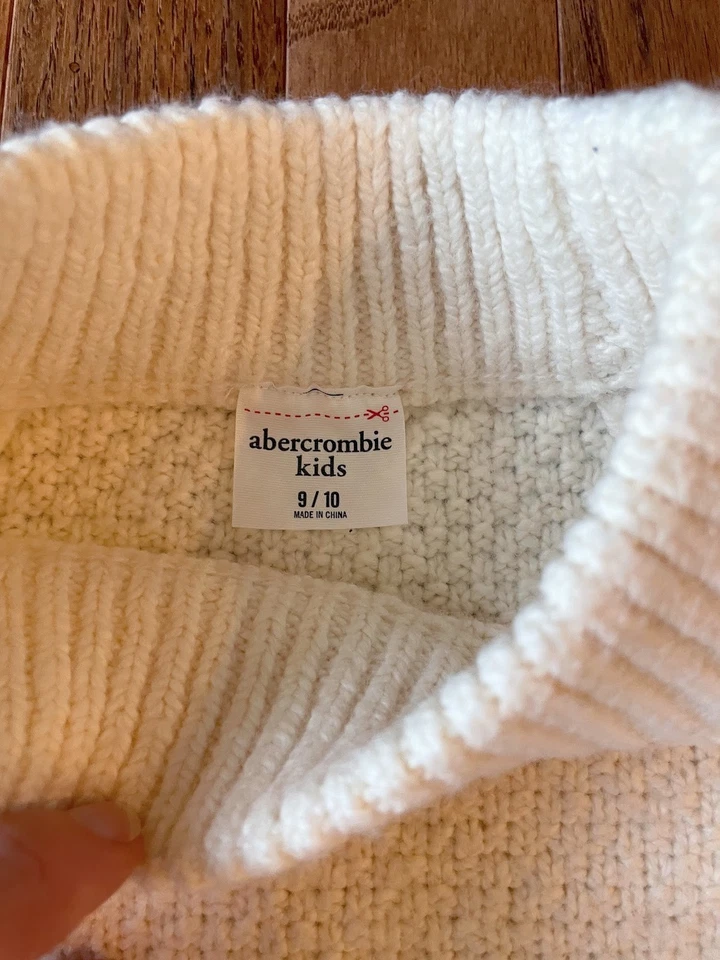 abercrombie
kids
9 / 10
MADE IN CHINA